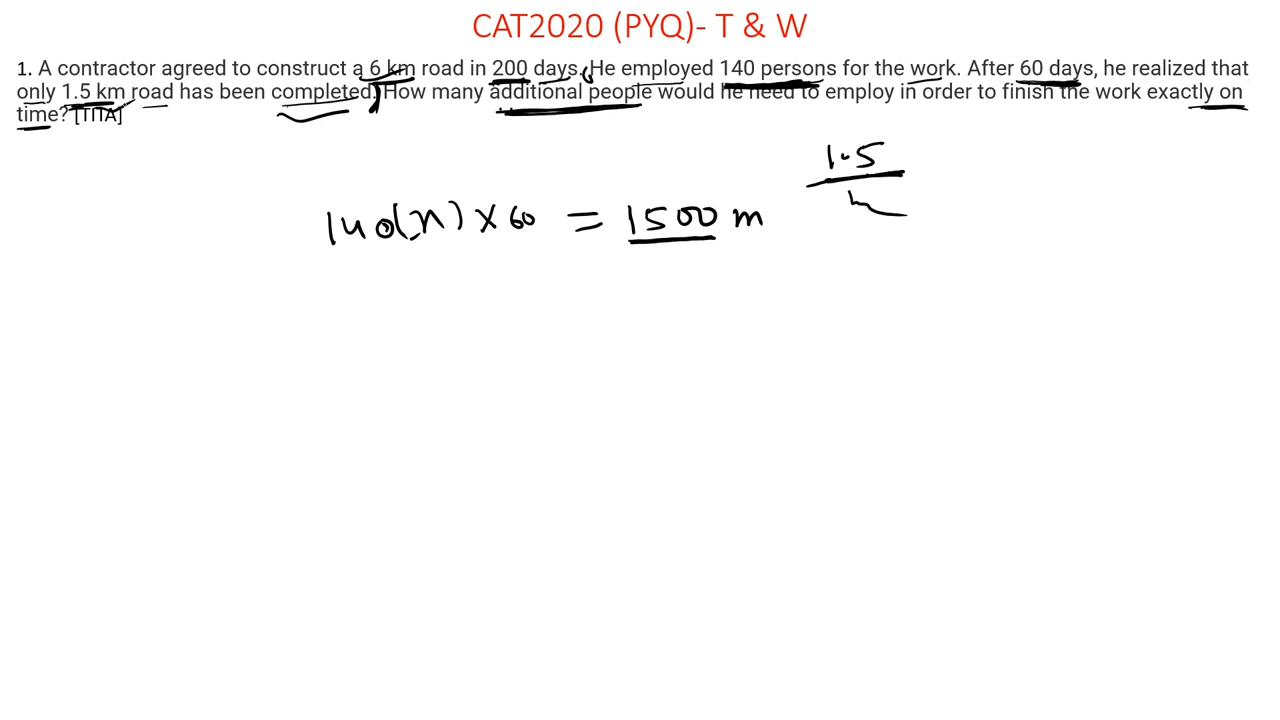 CAT2020 (PYQ)- T & W
1. A contractor agreed to construct a 6 km road in 200 days. He employed 140 persons for the work. After 60 days, he realized that
only 1.5 km road has been completed. How many additional people would he need to employ in order to finish the work exactly on
time? [TITA]
1.5
140(n) × 60 = 1500 m